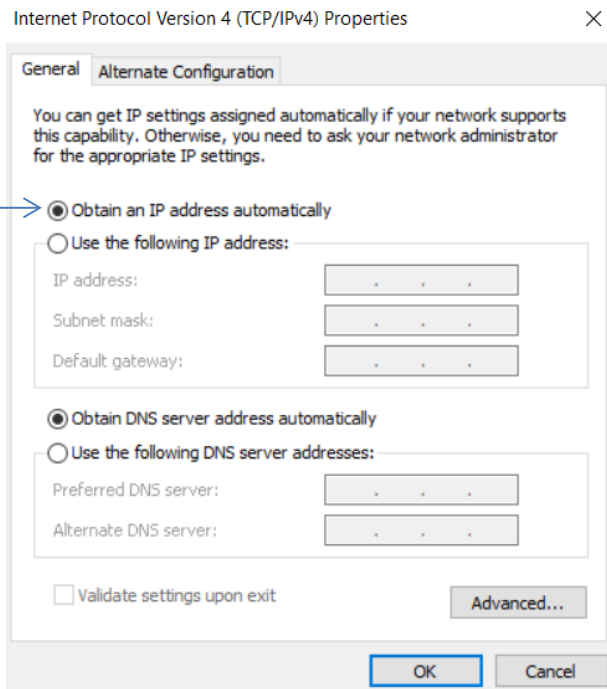 Internet Protocol Version 4 (TCP/IPv4) Properties
General
Alternate Configuration
You can get IP settings assigned automatically if your network supports
this capability. Otherwise, you need to ask your network administrator
for the appropriate IP settings.
Obtain an IP address automatically
Use the following IP address:
IP address:
Subnet mask:
Default gateway:
Obtain DNS server address automatically
Use the following DNS server addresses:
Preferred DNS server:
Alternate DNS server:
Validate settings upon exit
Advanced...
OK
Cancel